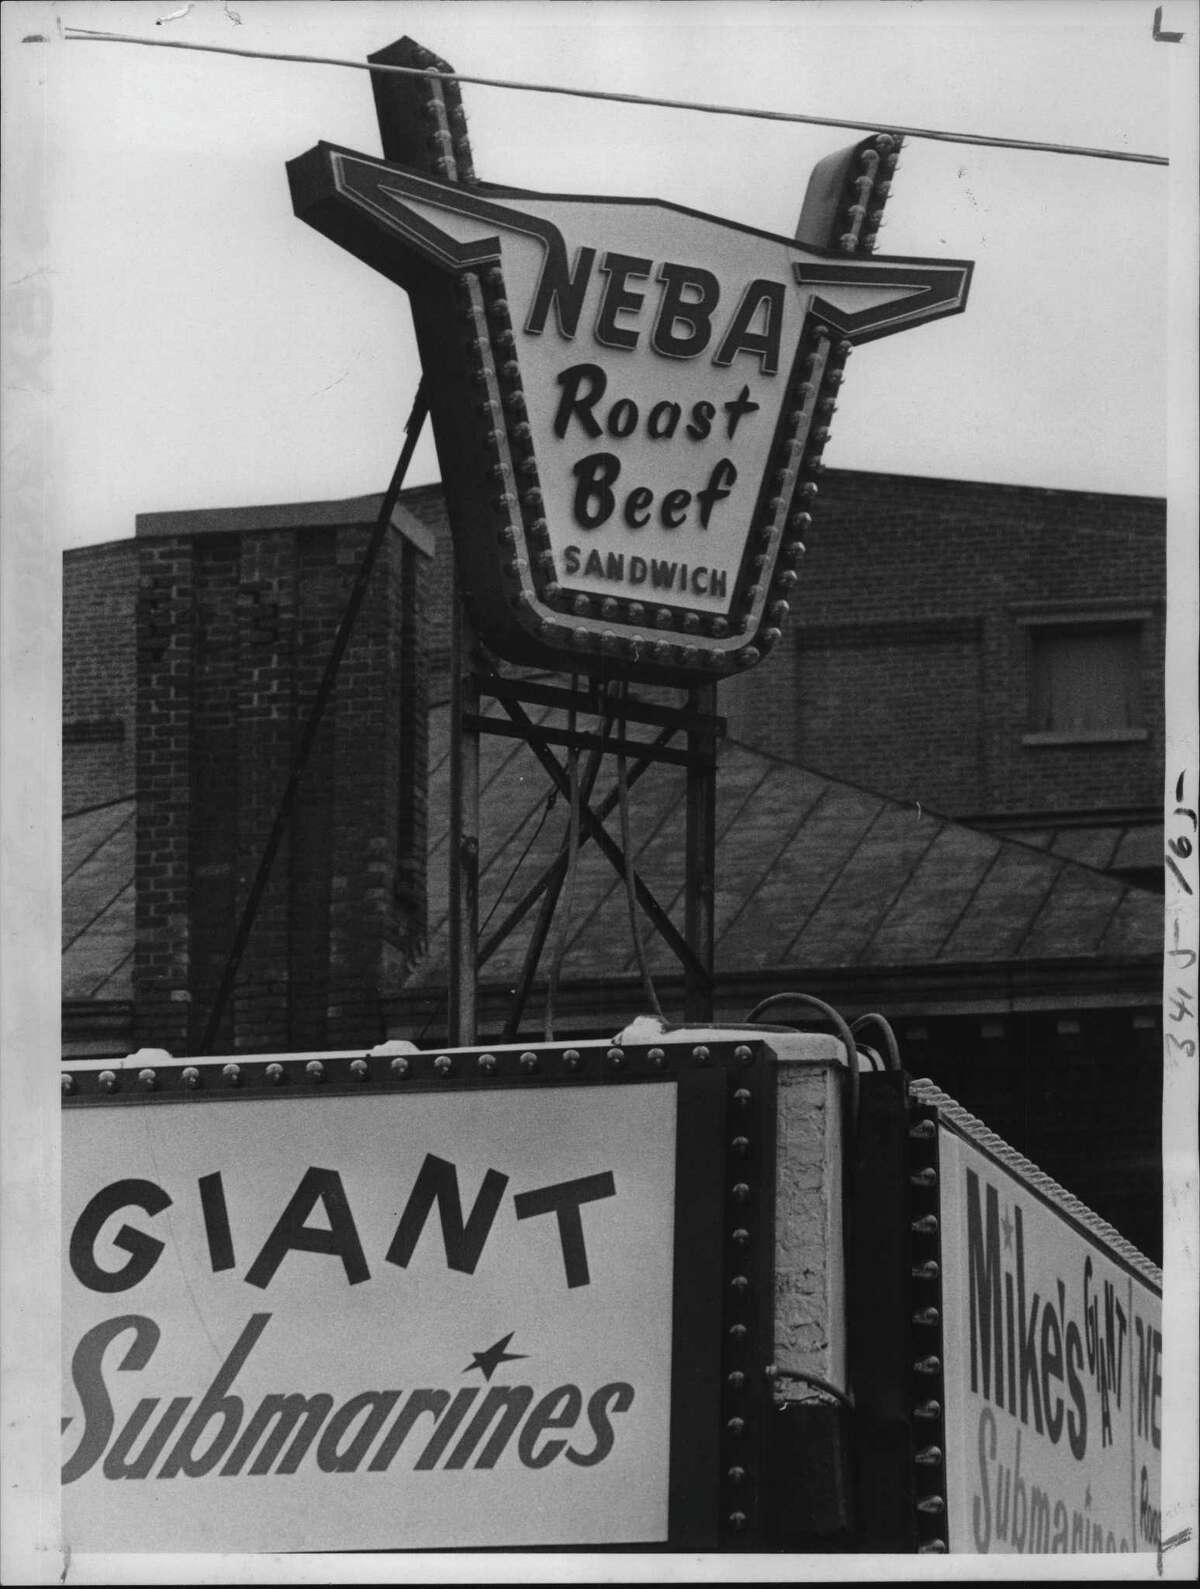 NEBA
Roast
Beef
SANDWICH
GIANT
Submarines
Mike's GIANT
Submarines